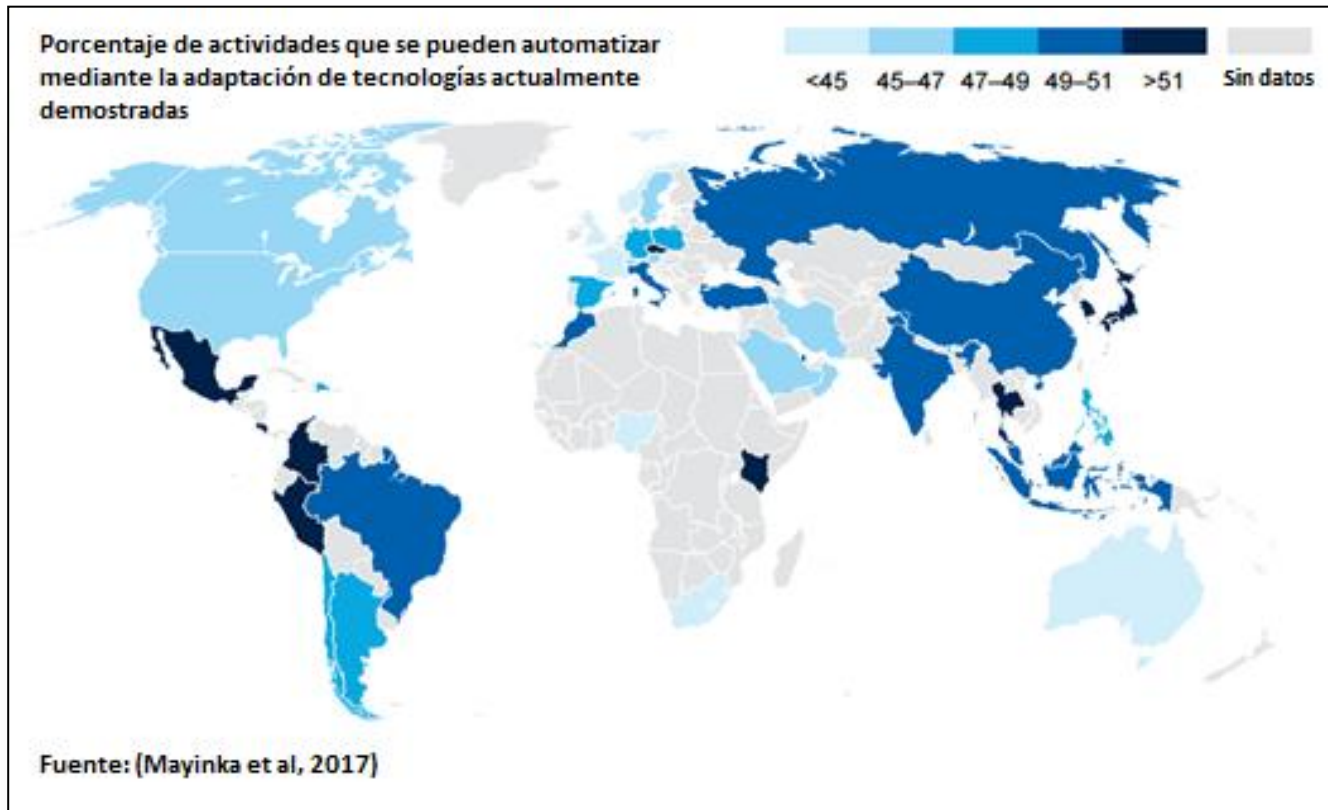 Porcentaje de actividades que se pueden automatizar
mediante la adaptación de tecnologías actualmente
demostradas
<45 45–47 47–49 49–51 >51 Sin datos
Fuente: (Mayinka et al, 2017)